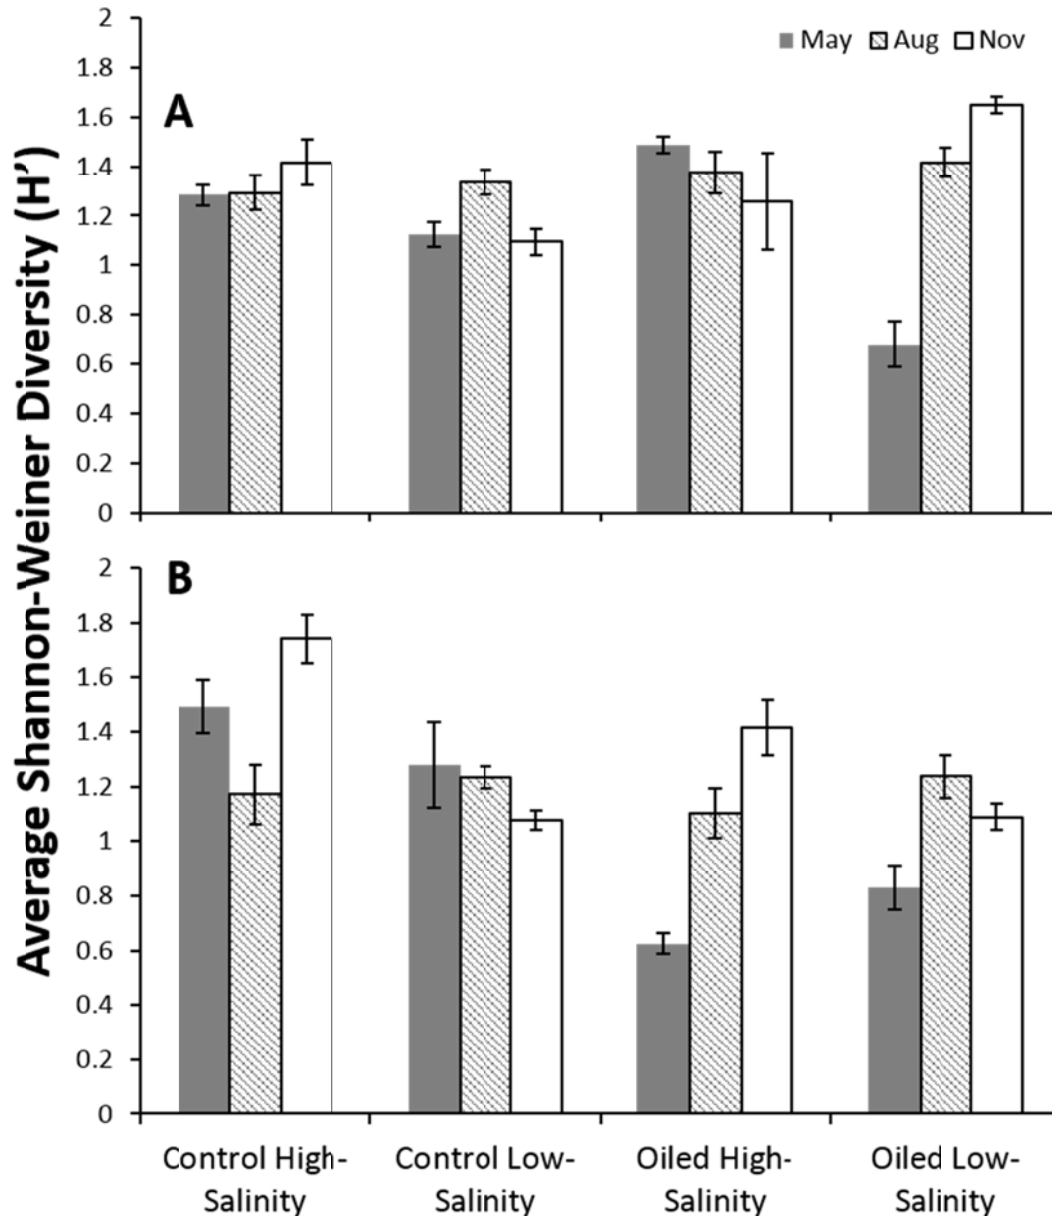 Average Shannon-Weiner Diversity (H’)
May Aug Nov
A
2
1.8
1.6
1.4
1.2
1
0.8
0.6
0.4
0.2
0
B
2
1.8
1.6
1.4
1.2
1
0.8
0.6
0.4
0.2
0
Control High-
Salinity
Control Low-
Salinity
Oiled High-
Salinity
Oiled Low-
Salinity